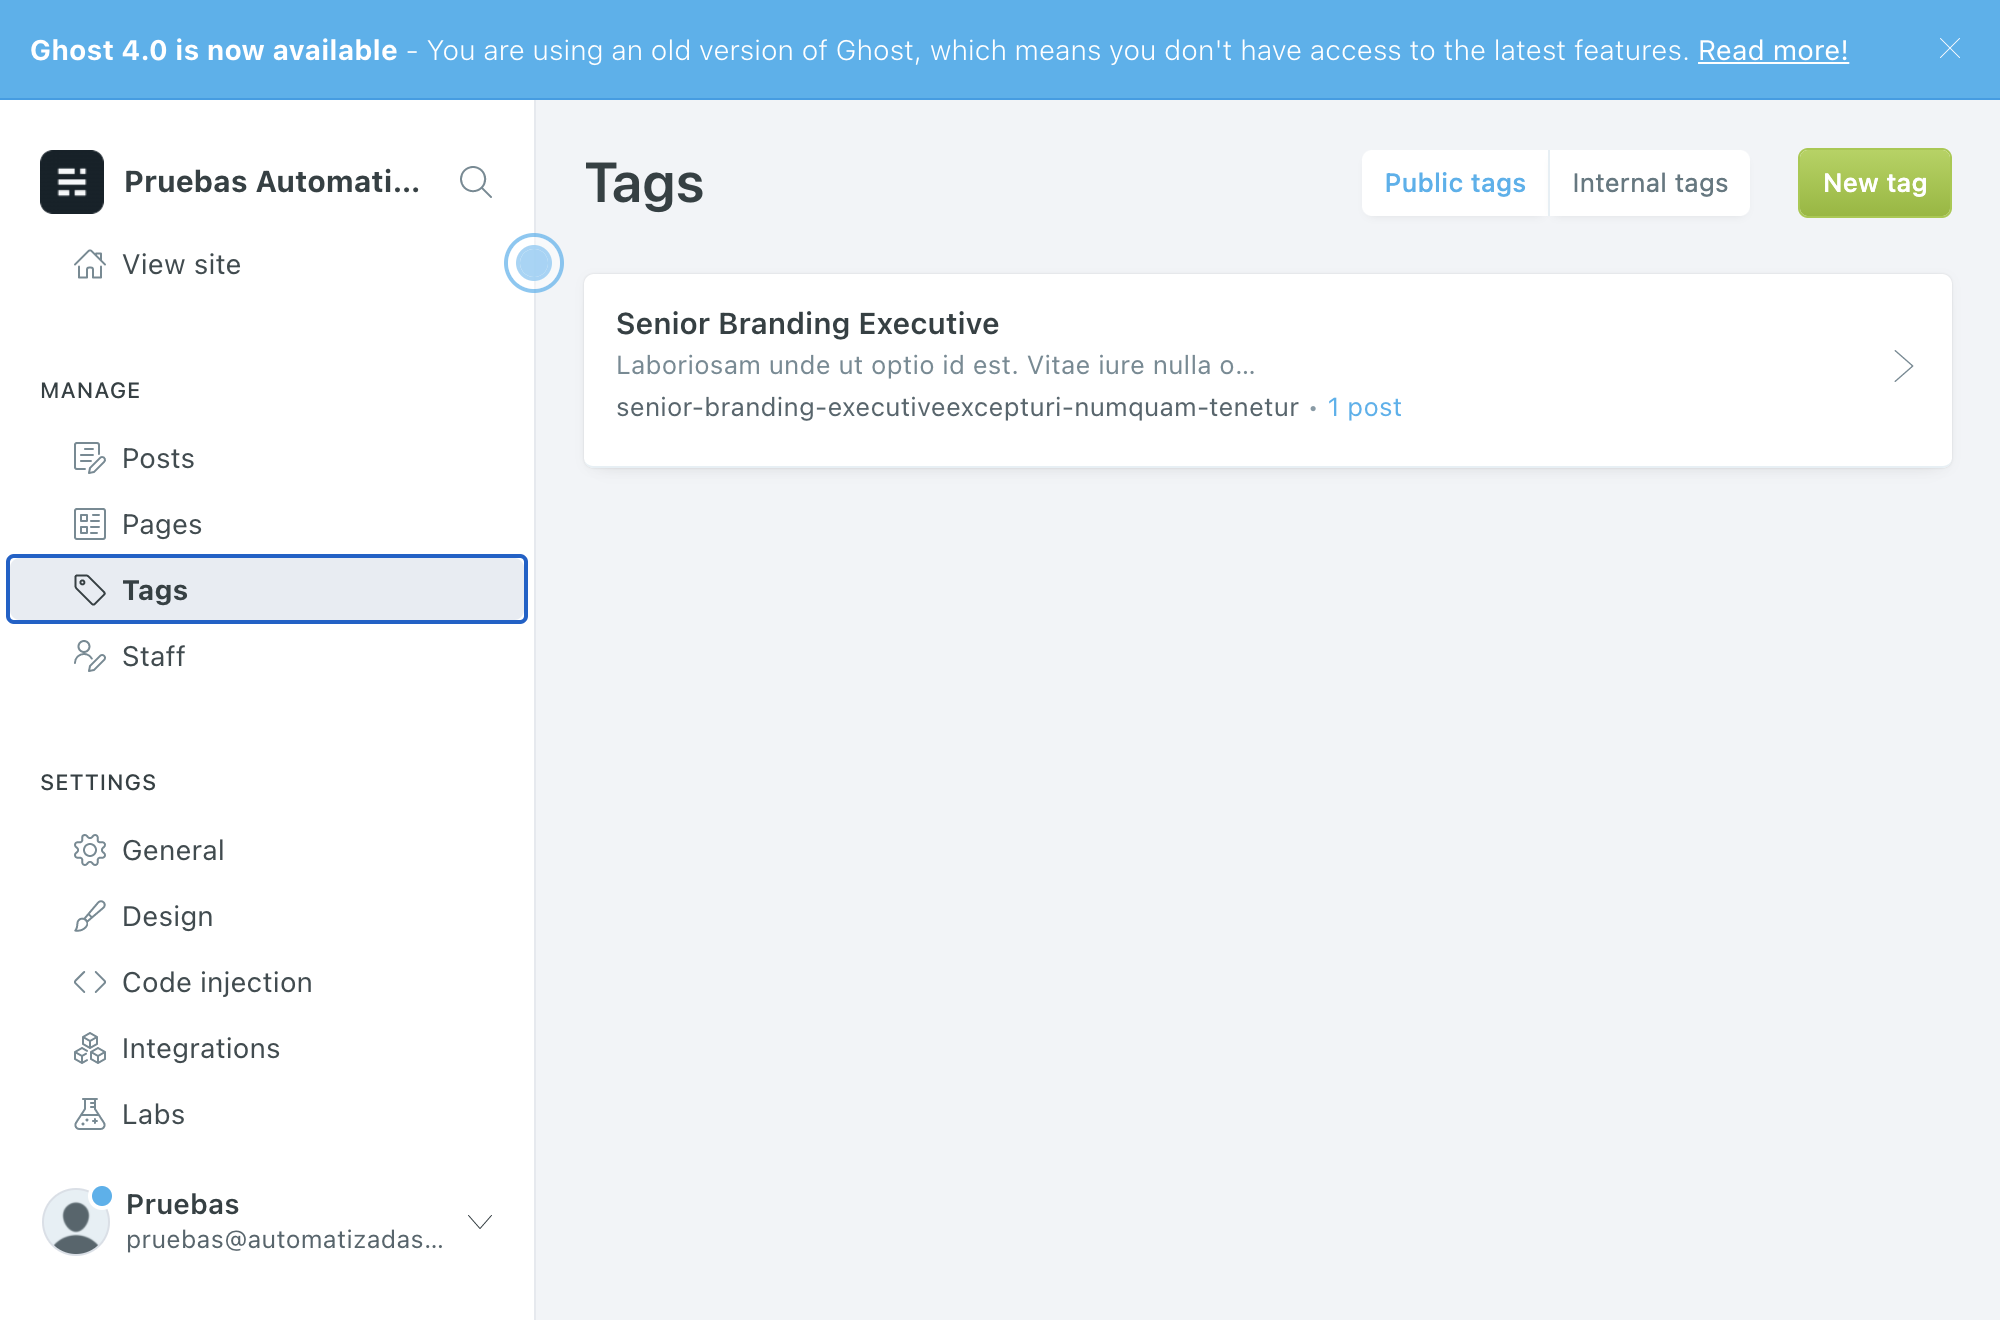 Ghost 4.0 is now available - You are using an old version of Ghost, which means you don't have access to the latest features. Read more!
Pruebas Automati...
View site
MANAGE
Posts
Pages
Tags
Staff
SETTINGS
General
Design
Code injection
Integrations
Labs
Pruebas
pruebas@automatizadas...
Tags
Public tags
Internal tags
New tag
Senior Branding Executive
Laboriosam unde ut optio id est. Vitae iure nulla o...
senior-branding-executiveexcepturi-numquam-tenetur • 1 post